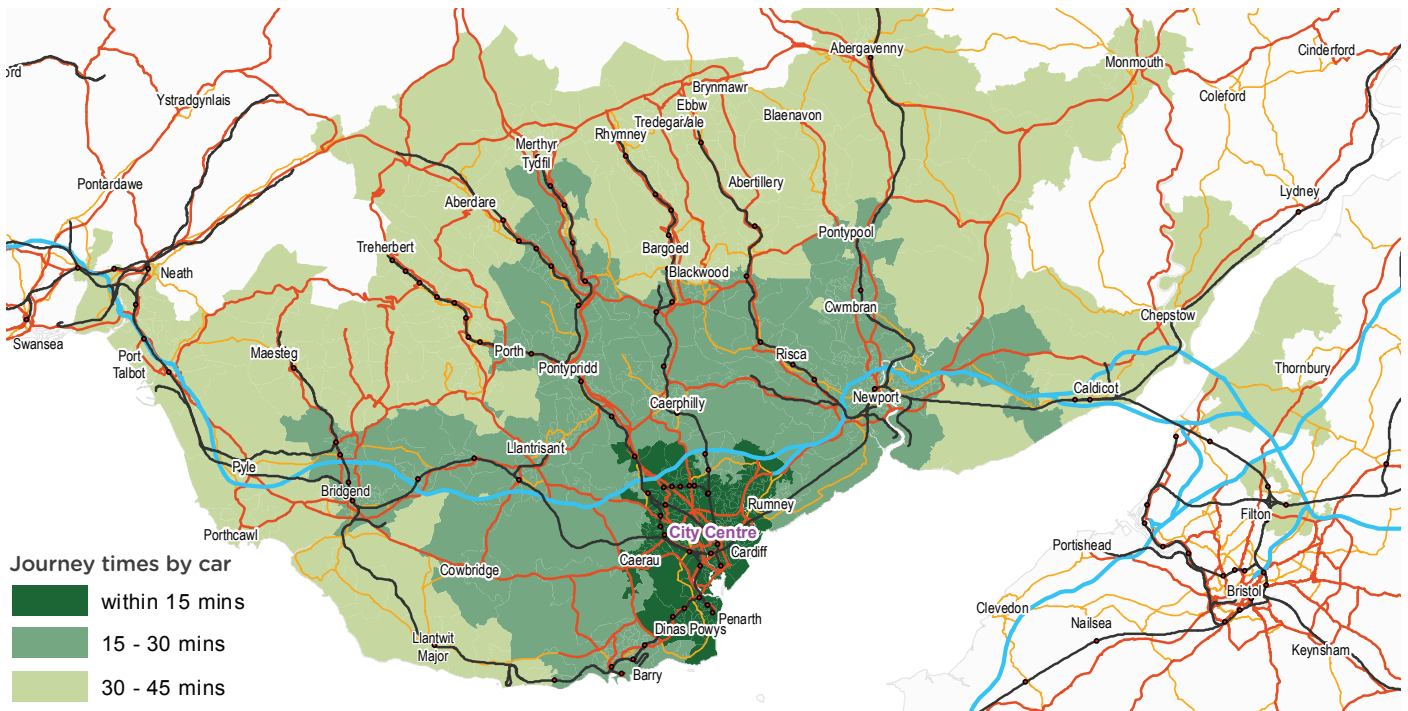 Abergavenny
Cinderford
Monmouth
ord
Ystradgynlais
Brynmawr
Coleford
Ebbw
Tredegar/ale
Blaenavon
Rhymney
Merthyr
Tydfil
Pontardawe
Abertillery
Lydney
Aberdare
Treherbert
Pontypool
Bargoed
Neath
Blackwood
Cwmbran
Chepstow
Swansea
Maesteg
Porth
Risca
Port
Talbot
Pontypridd
Thornbury
Caldicot
Newport
Caerphilly
Llantrisant
Pyle
Bridgend
Rumney
Filton
Porthcawl
City Centre
Portishead
Cardiff
Caerau
Journey times by car
Cowbridge
within 15 mins
Bristol
Clevedon
Penarth
Nailsea
Dinas Powys
15 - 30 mins
Llantwit
Major
Keynsham
Barry
30 - 45 mins